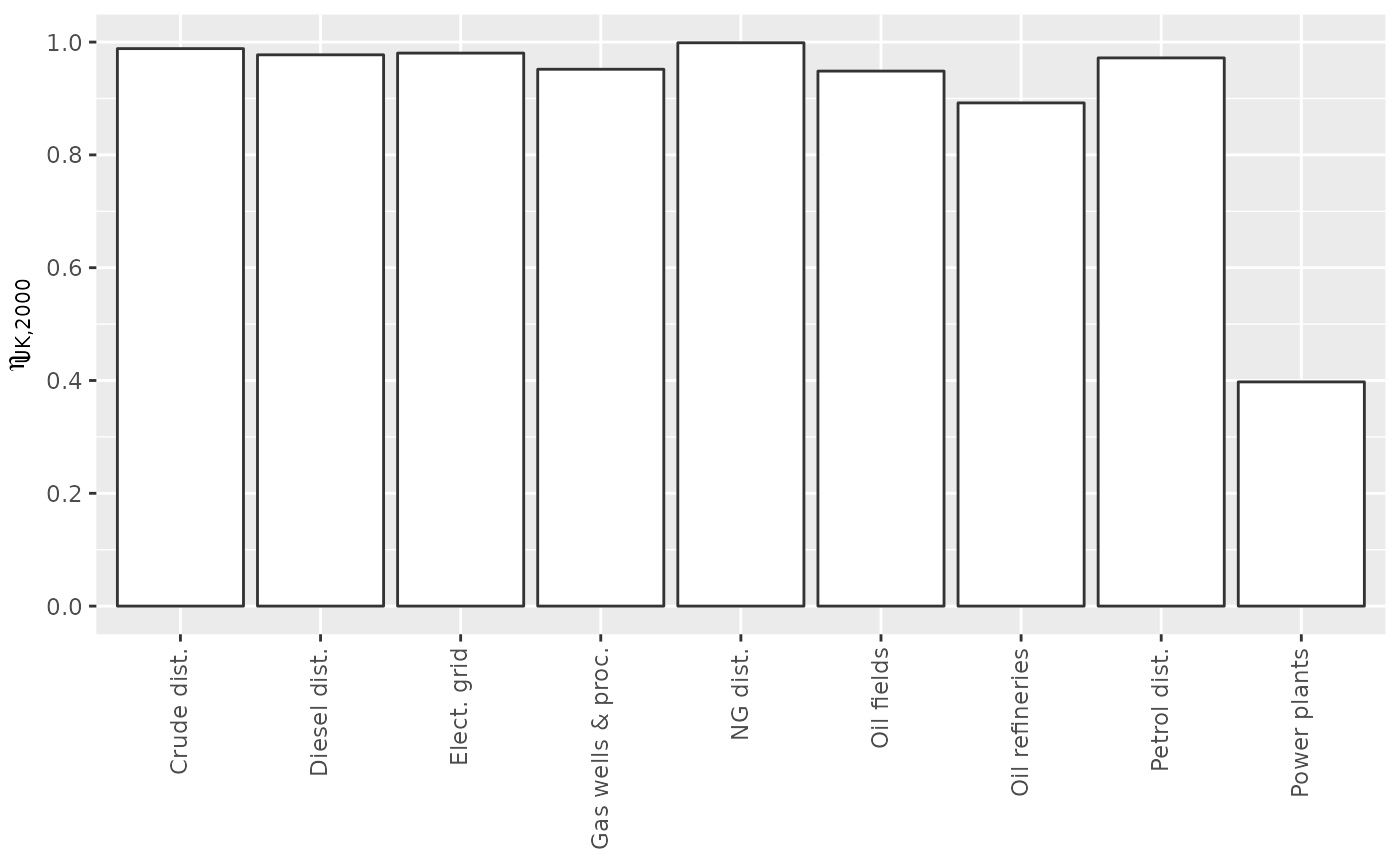 1.0
0.8
0.6
0.4
0.2
0.0
ηUK,2000
Crude dist.
Diesel dist.
Elect. grid
Gas wells & proc.
NG dist.
Oil fields
Oil refineries
Petrol dist.
Power plants